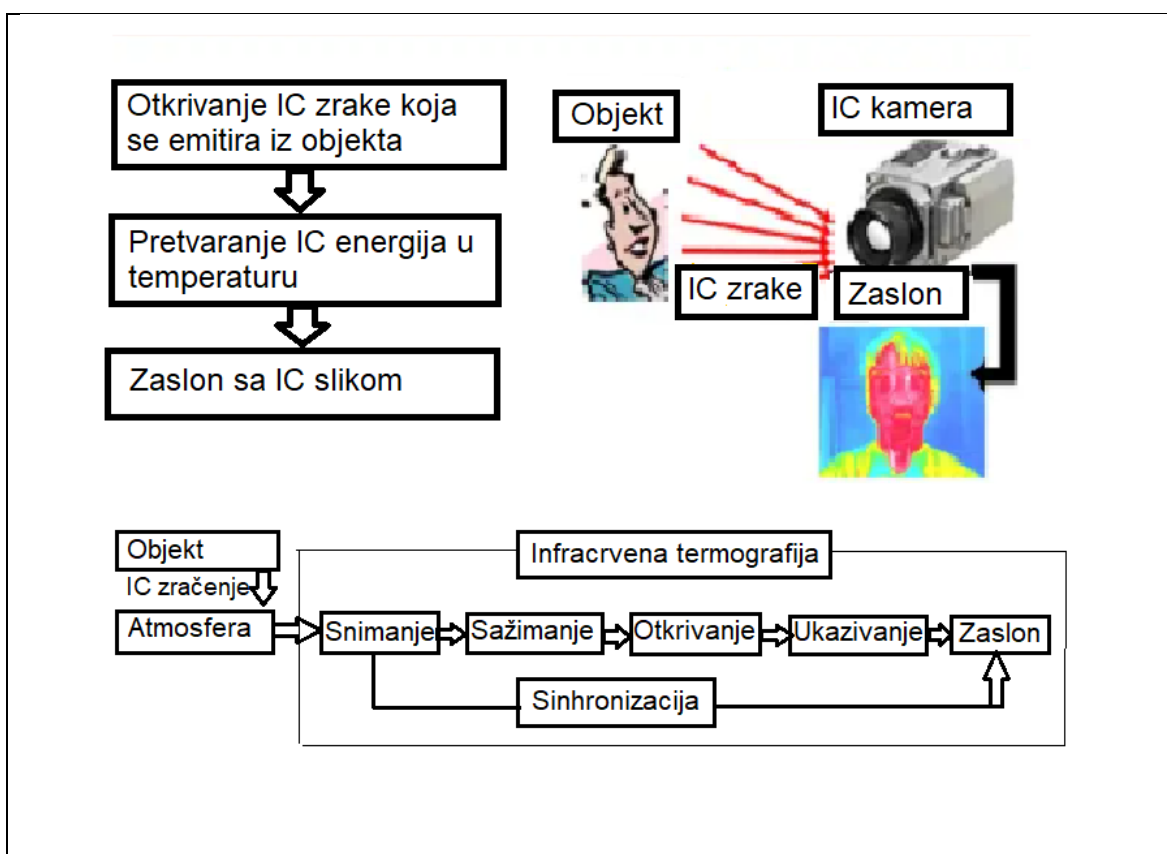 Otkrivanje IC zrake koja
se emitira iz objekta
Pretvaranje IC energija u
temperaturu
Zaslon sa IC slikom
Objekt
IC kamera
IC zrake
Zaslon
Objekt
IC zračenje
Atmosfera
Infracrvena termografija
Snimanje
Sažimanje
Otkrivanje
Ukazivanje
Zaslon
Sinhronizacija